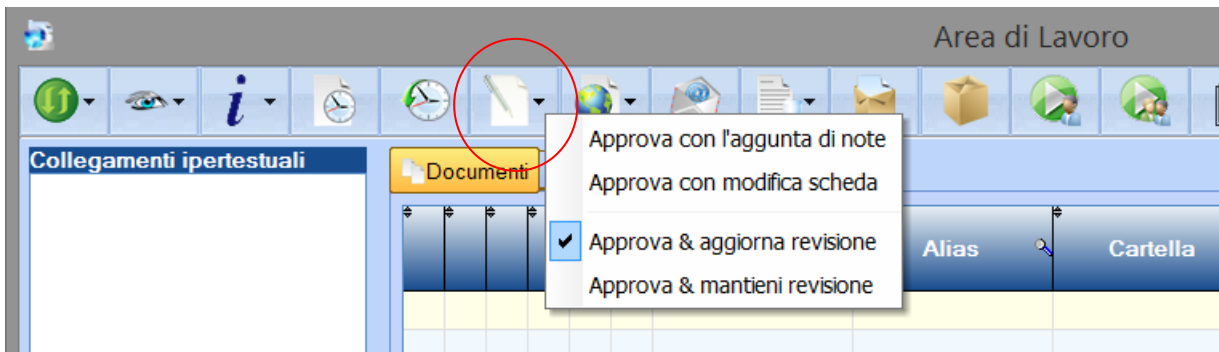 Area di Lavoro
Collegamenti ipertestuali
Documenti
Approva con l'aggunta di note
Approva con modifica scheda
Approva & aggiorna revisione
Approva & mantieni revisione
Alias
Cartella